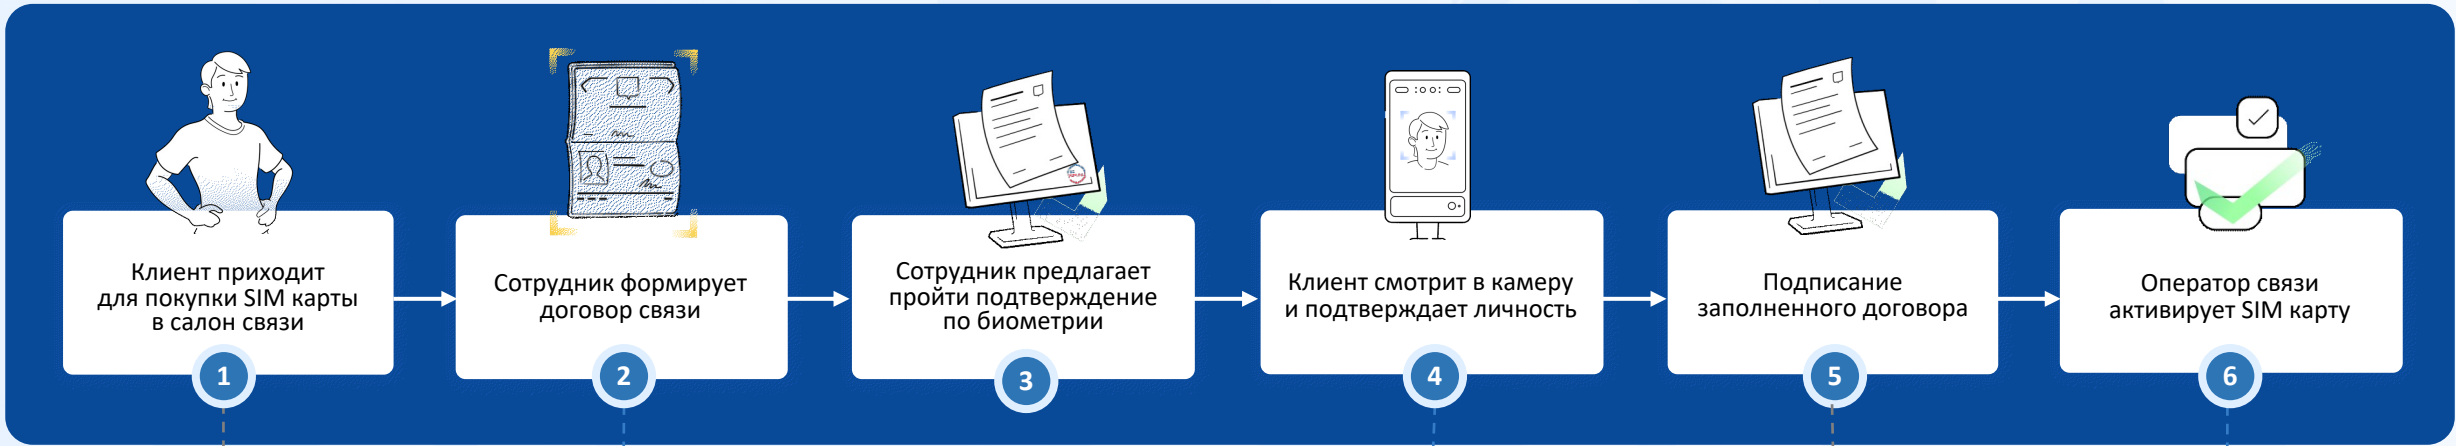 Клиент приходит
для покупки SIM карты
в салон связи
1
Сотрудник формирует
договор связи
2
Сотрудник предлагает
пройти подтверждение
по биометрии
3
Клиент смотрит в камеру
и подтверждает личность
4
Подписание
заполненного договора
5
Оператор связи
активирует SIM карту
6